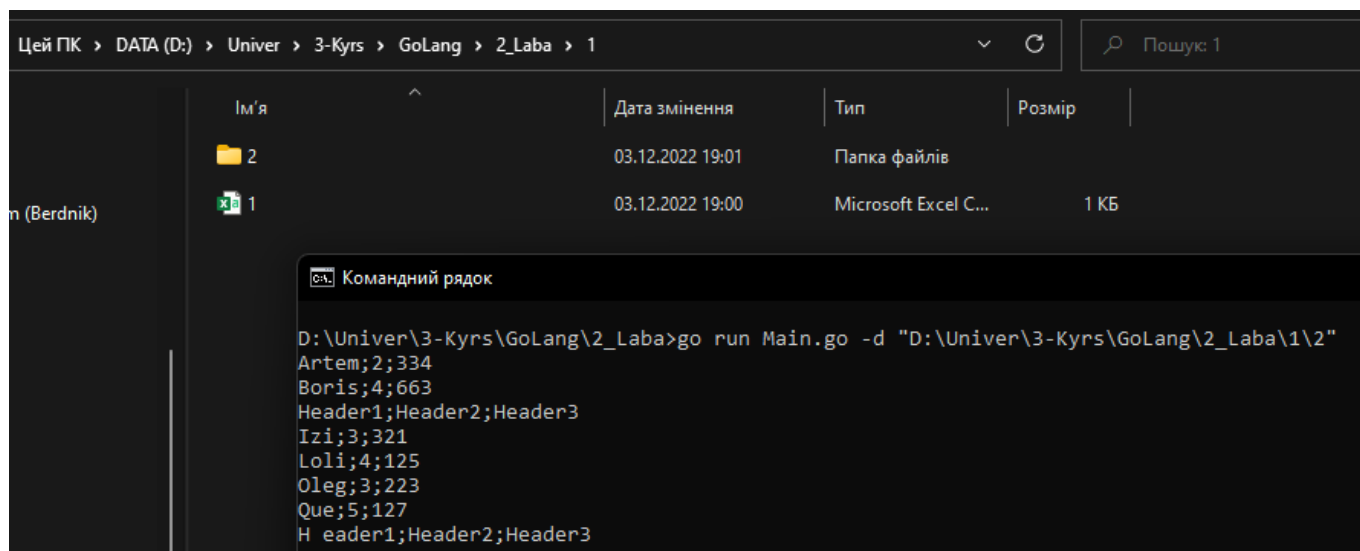 Цей ПК > DATA (D:) > Univer > 3-Kyrs > GoLang > 2_Laba > 1
Пошук: 1
Ім'я
Дата змінення
Тип
Розмір
2
03.12.2022 19:01
Папка файлів
1
03.12.2022 19:00
Microsoft Excel C...
1 КБ
m (Berdnik)
Командний рядок
D:\Univer\3-Kyrs\GoLang\2_Laba>go run Main.go -d "D:\Univer\3-Kyrs\GoLang\2_Laba\1\2"
Artem;2;334
Boris;4;663
Header1;Header2;Header3
Izi;3;321
Loli;4;125
Oleg;3;223
Que;5;127
H eader1;Header2;Header3